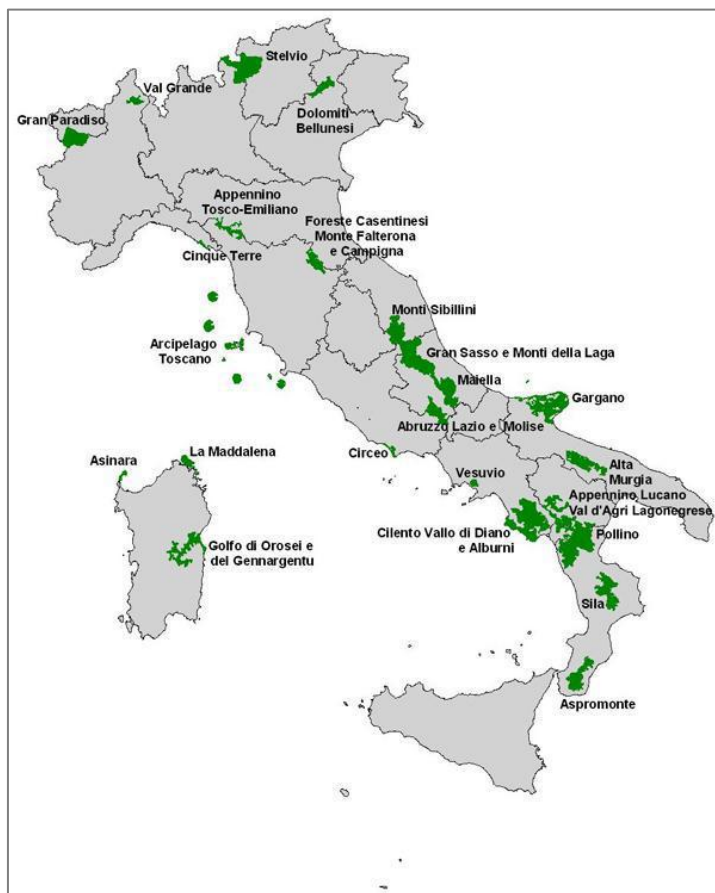 Stelvio
Val Grande
Gran Paradiso
Dolomiti
Bellunesi
Appennino
Tosco-Emiliano
Foreste Casentinesi
Monte Falterona
e Campigna
Cinque Terre
Monti Sibillini
Arcipelago
Toscano
Gran Sasso e Monti della Laga
Maiella
Gargano
Abruzzo Lazio e Molise
Circeo
La Maddalena
Asinara
Vesuvio
Alta
Murgia
Appennino Lucano
Val d'Agri Lagonegrese
Cilento Vallo di Diano
e Alburni
Pollino
Golfo di Orosei e
del Gennargentu
Sila
Aspromonte